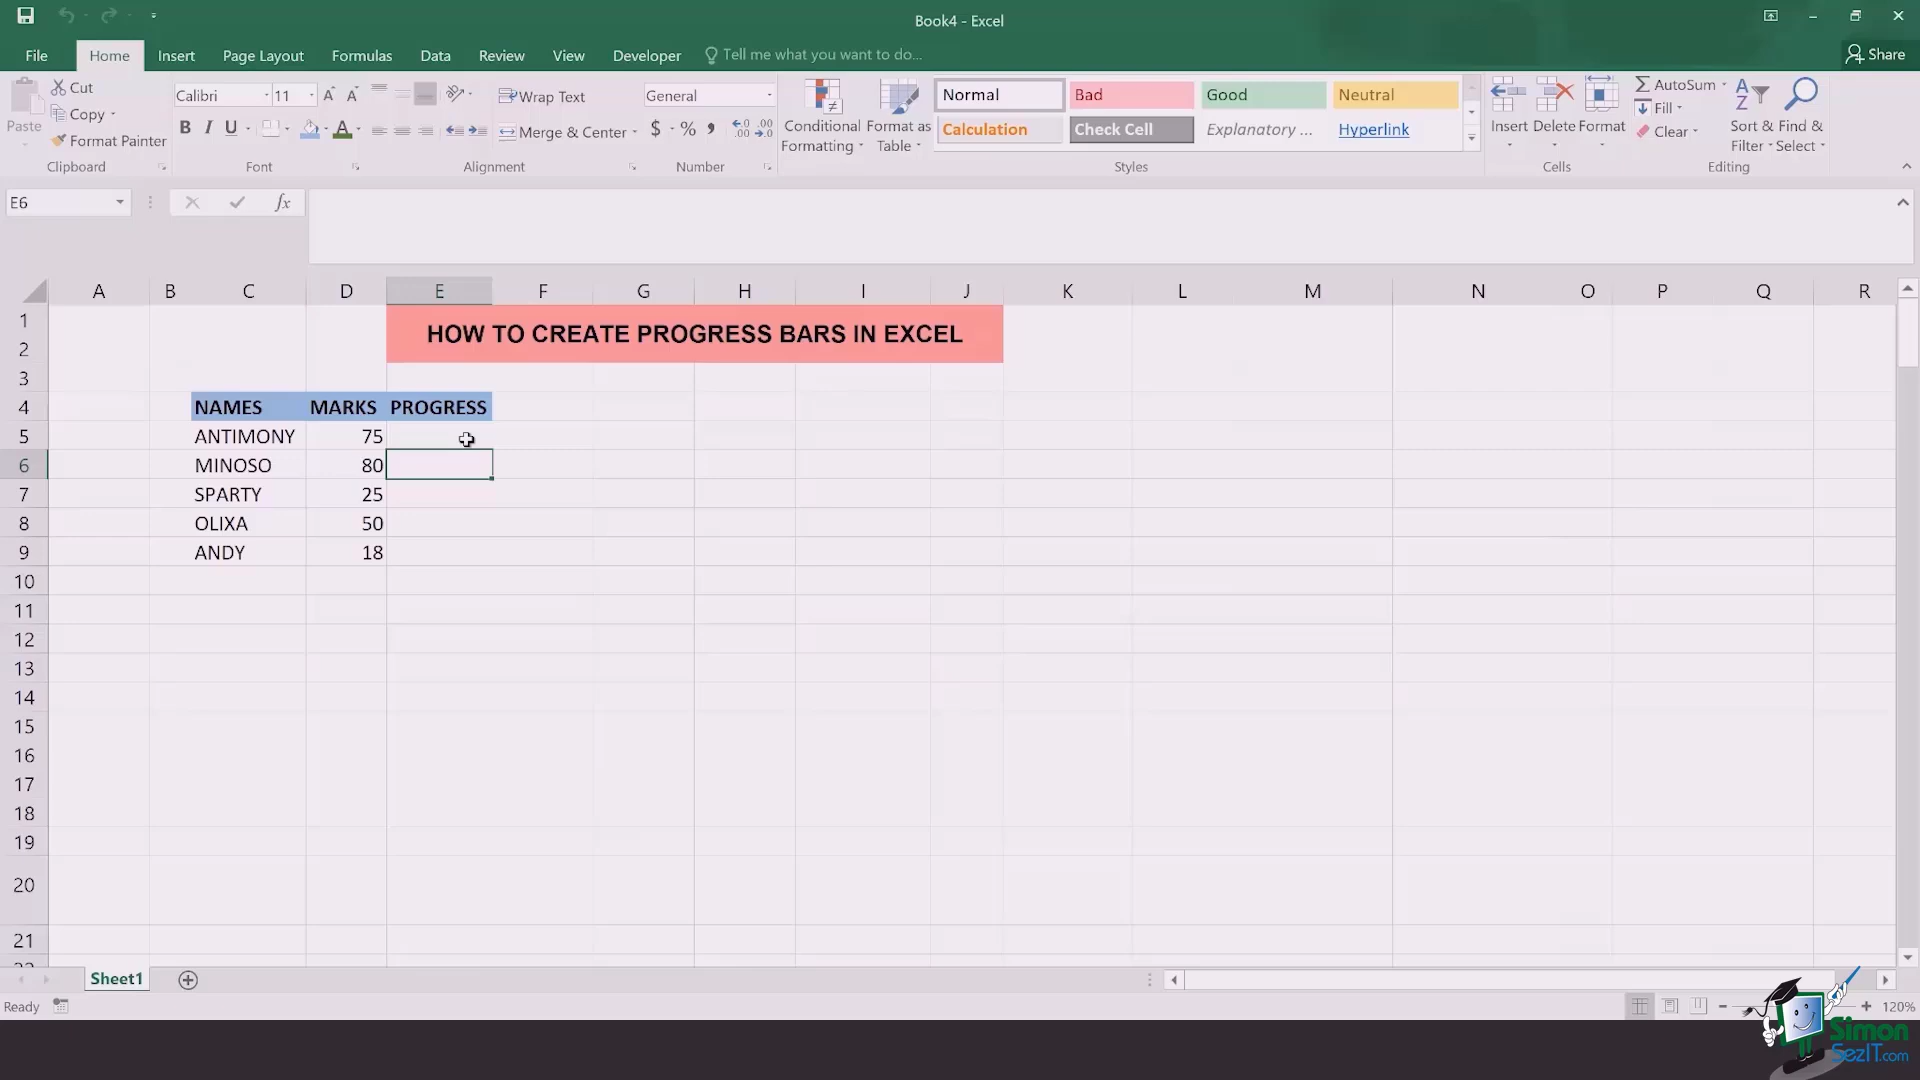 Book4 - Excel
File Home Insert Page Layout Formulas Data Review View Developer Tell me what you want to do... Share
Paste Cut Copy Format Painter
Clipboard
Calibri 11
B I U A
Font
Wrap Text
Merge & Center
Alignment
General
$ % ,
Number
Conditional Formatting
Format as Table
Normal Bad Good Neutral
Calculation Check Cell Explanatory ... Hyperlink
Styles
Insert Delete Format
Cells
AutoSum
Fill
Clear
Sort & Filter
Find & Select
Editing
E6 fx
A B C D E F G H I J K L M N O P Q R
1 HOW TO CREATE PROGRESS BARS IN EXCEL
2
3
4 NAMES MARKS PROGRESS
5 ANTIMONY 75
6 MINOSO 80
7 SPARTY 25
8 OLIXA 50
9 ANDY 18
10
11
12
13
14
15
16
17
18
19
20
21
Sheet1
Ready 120%
Simon
SezIT.com